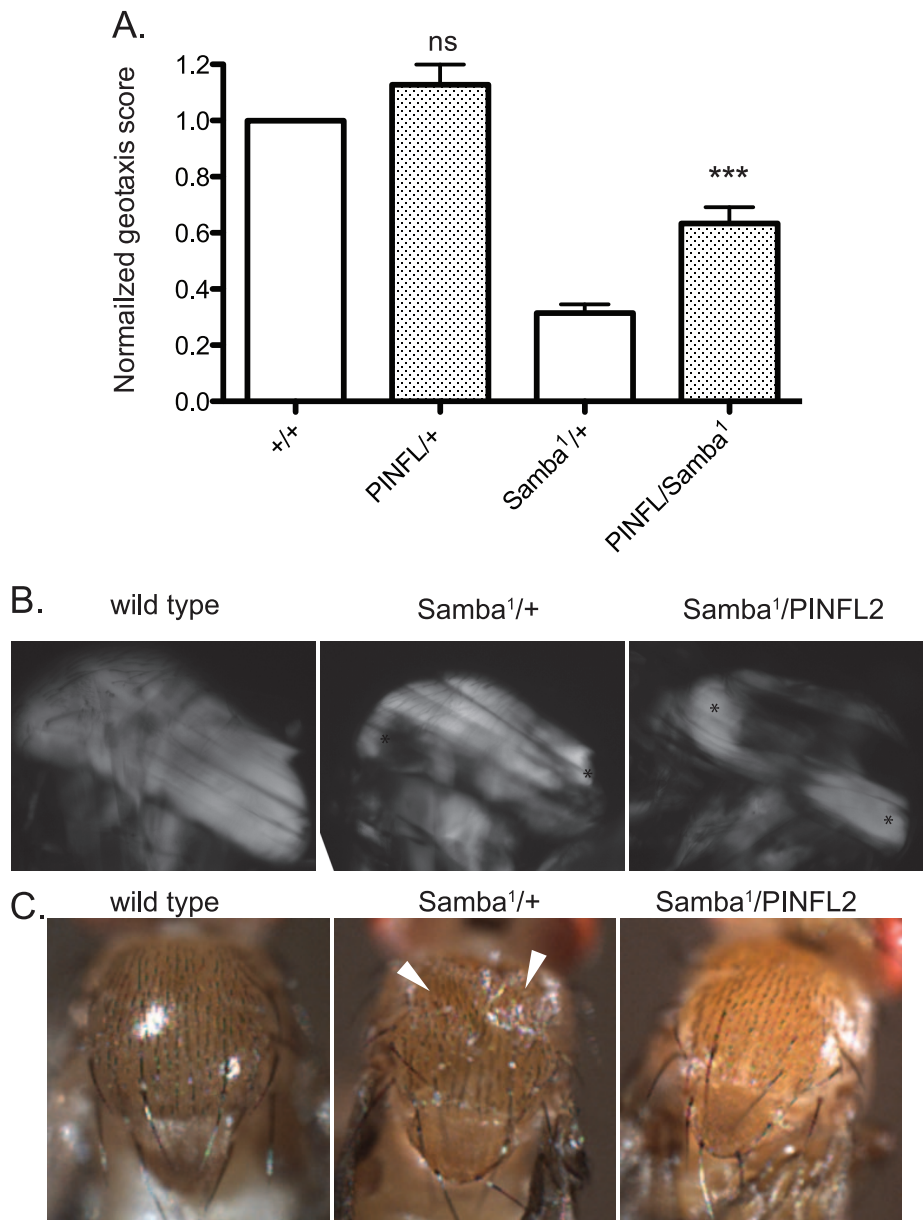 A.
ns
***
Normailzed geotaxis score
1.2
1.0
0.8
0.6
0.4
0.2
0.0
+/+
PINFL/+
Samba¹/+
PINFL/Samba¹
B.
wild type
Samba¹/+
Samba¹/PINFL2
*
*
*
*
C.
wild type
Samba¹/+
Samba¹/PINFL2